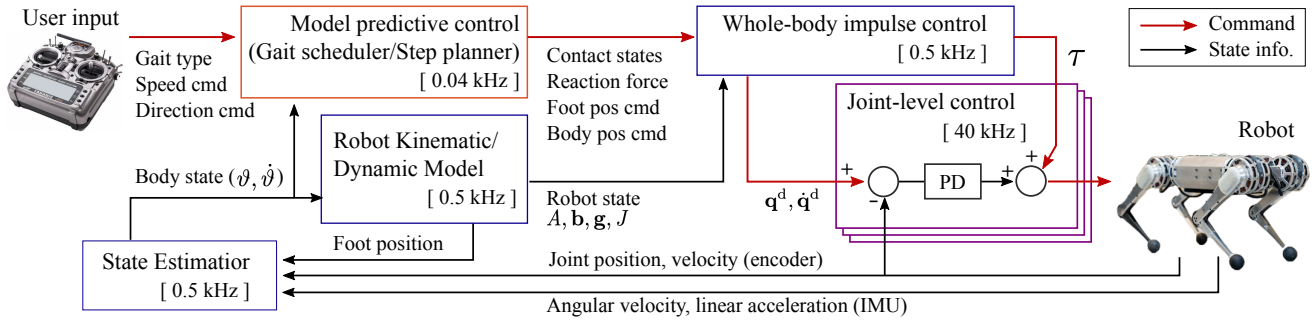 User input
Gait type
Speed cmd
Direction cmd
Model predictive control
(Gait scheduler/Step planner)
[ 0.04 kHz ]
Contact states
Reaction force
Foot pos cmd
Body pos cmd
Whole-body impulse control
[ 0.5 kHz ]
τ
Command
State info.
Joint-level control
[ 40 kHz ]
+
-
PD
+
+
q^d, q̇^d
Robot
Robot Kinematic/
Dynamic Model
[ 0.5 kHz ]
Body state (ϑ, ϑ̇)
Robot state
A, b, g, J
Foot position
State Estimatior
[ 0.5 kHz ]
Joint position, velocity (encoder)
Angular velocity, linear acceleration (IMU)